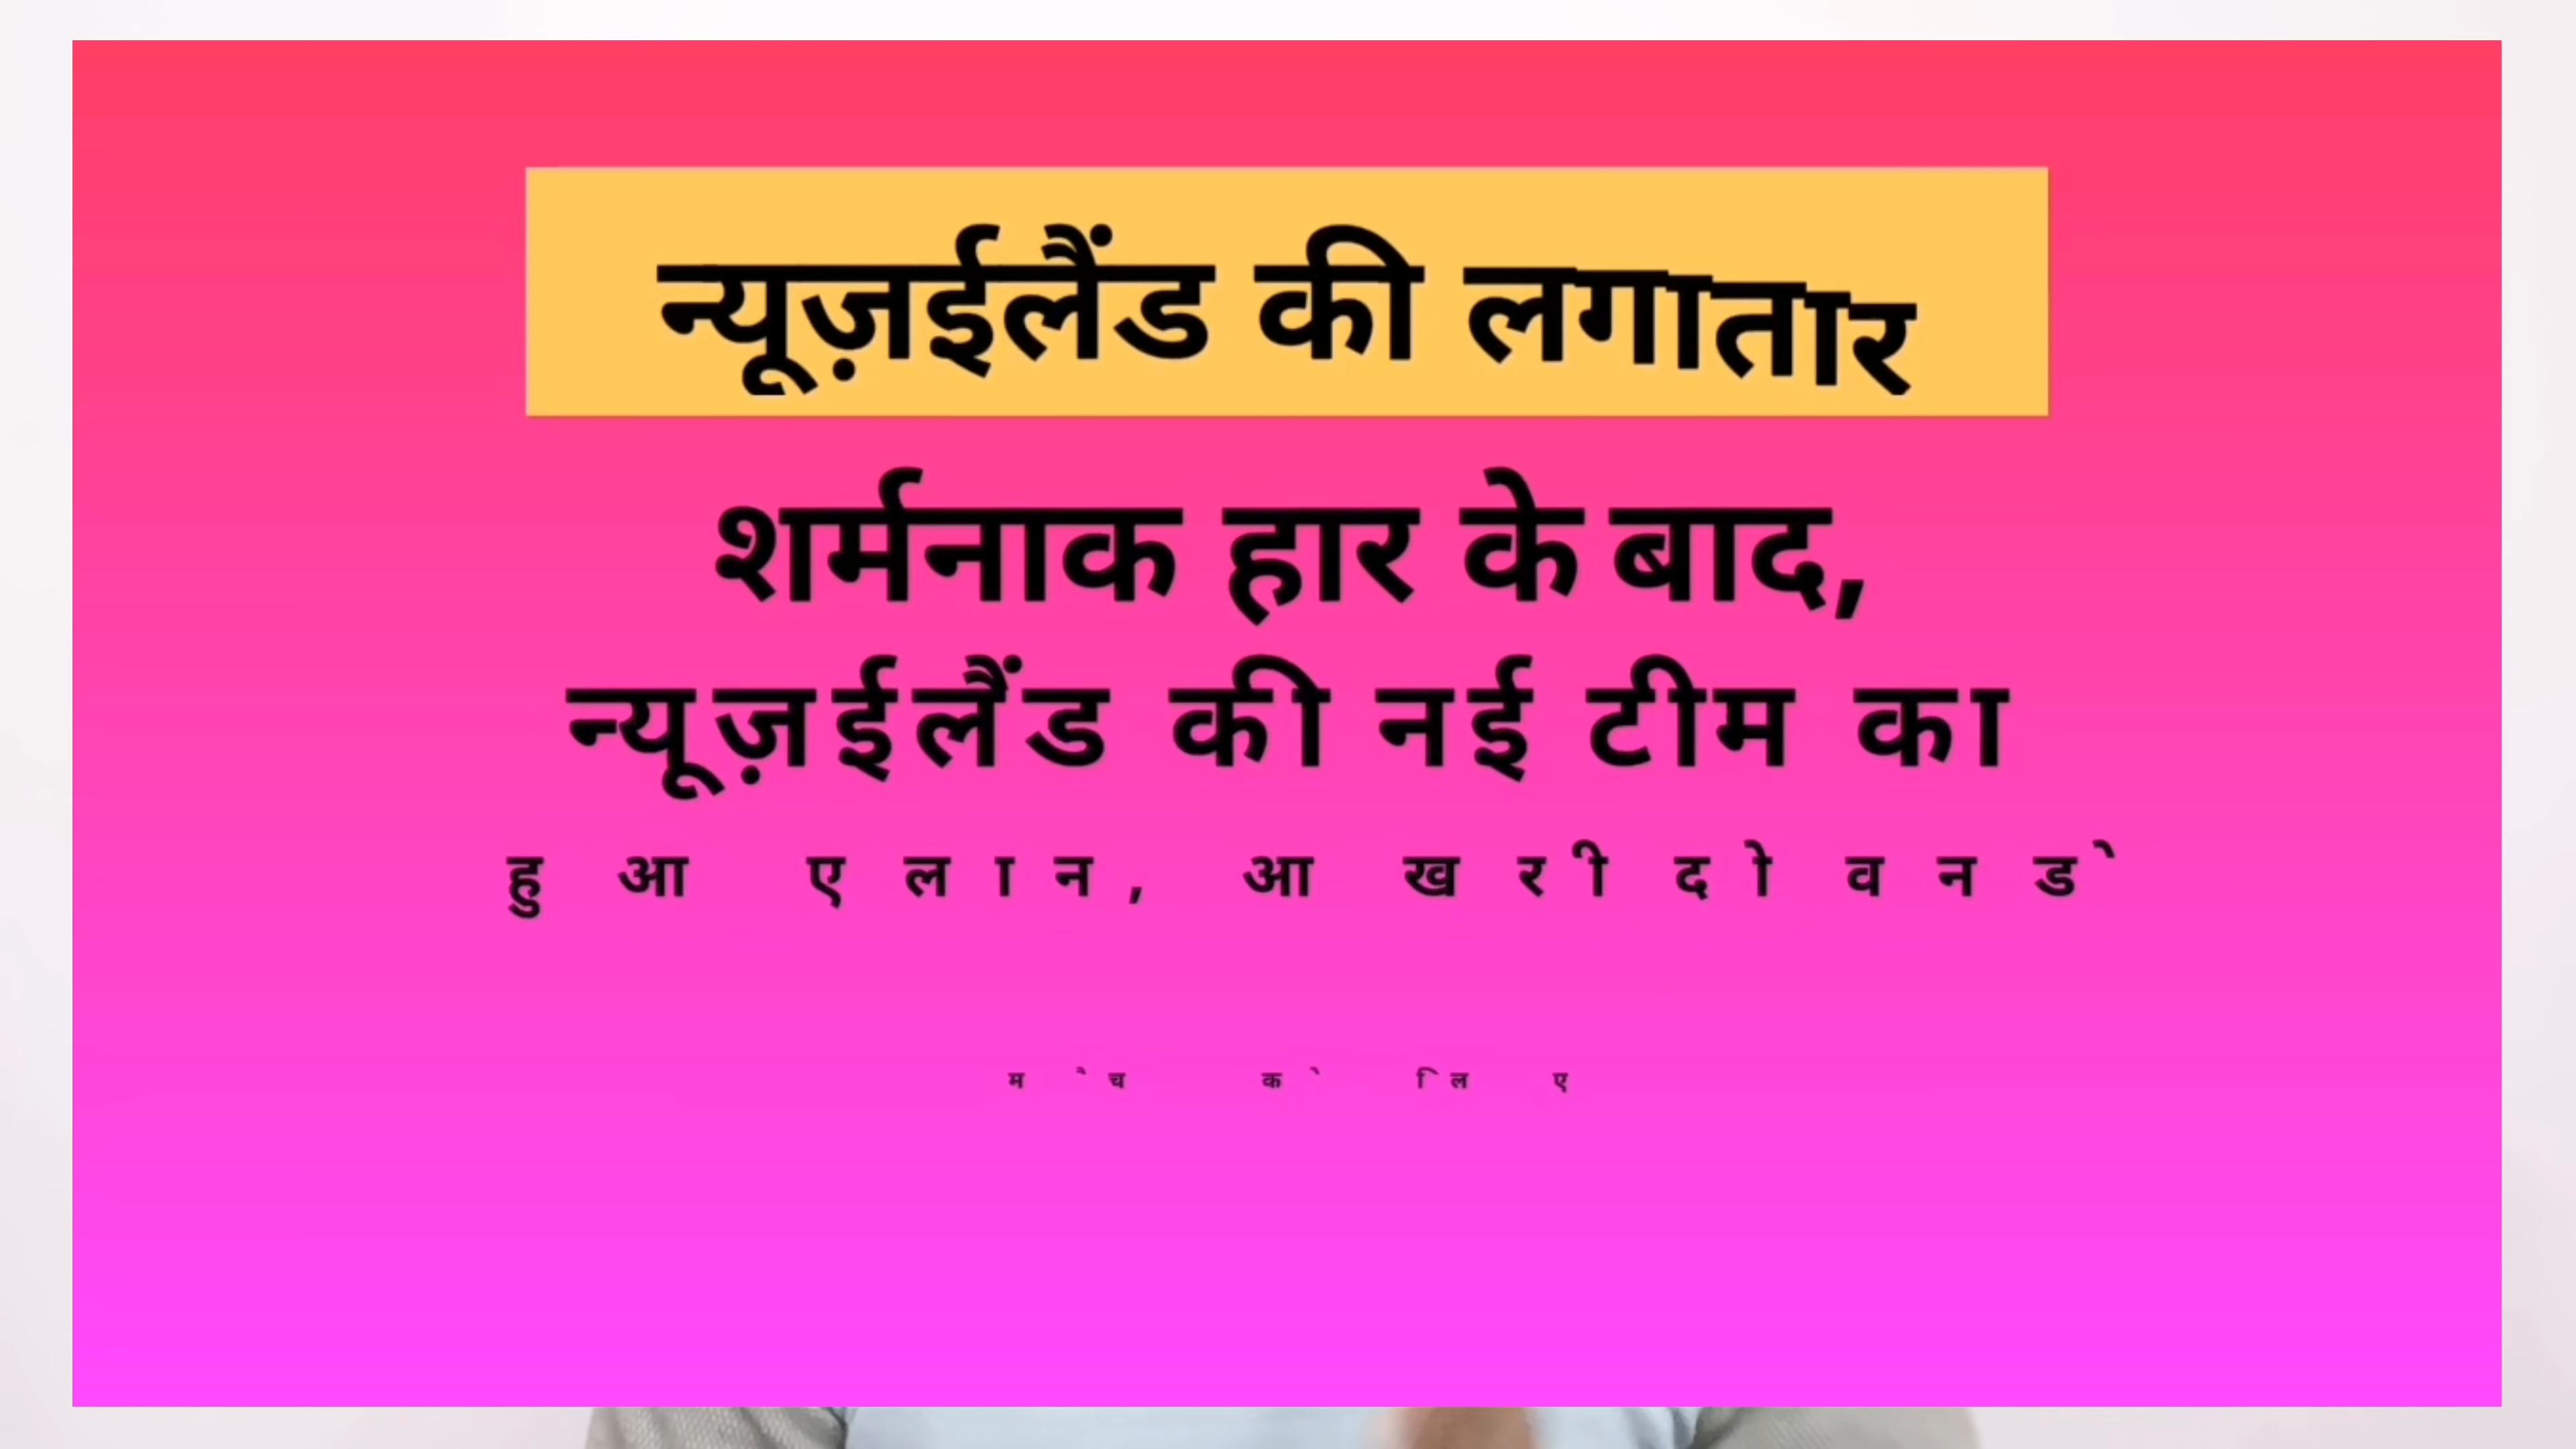 न्यूज़ईलैंड की लगातार
शर्मनाक हार के बाद,
न्यूज़ईलैंड की नई टीम का
हुआ एलान, आखरी दो वनडे
मैच के लिए